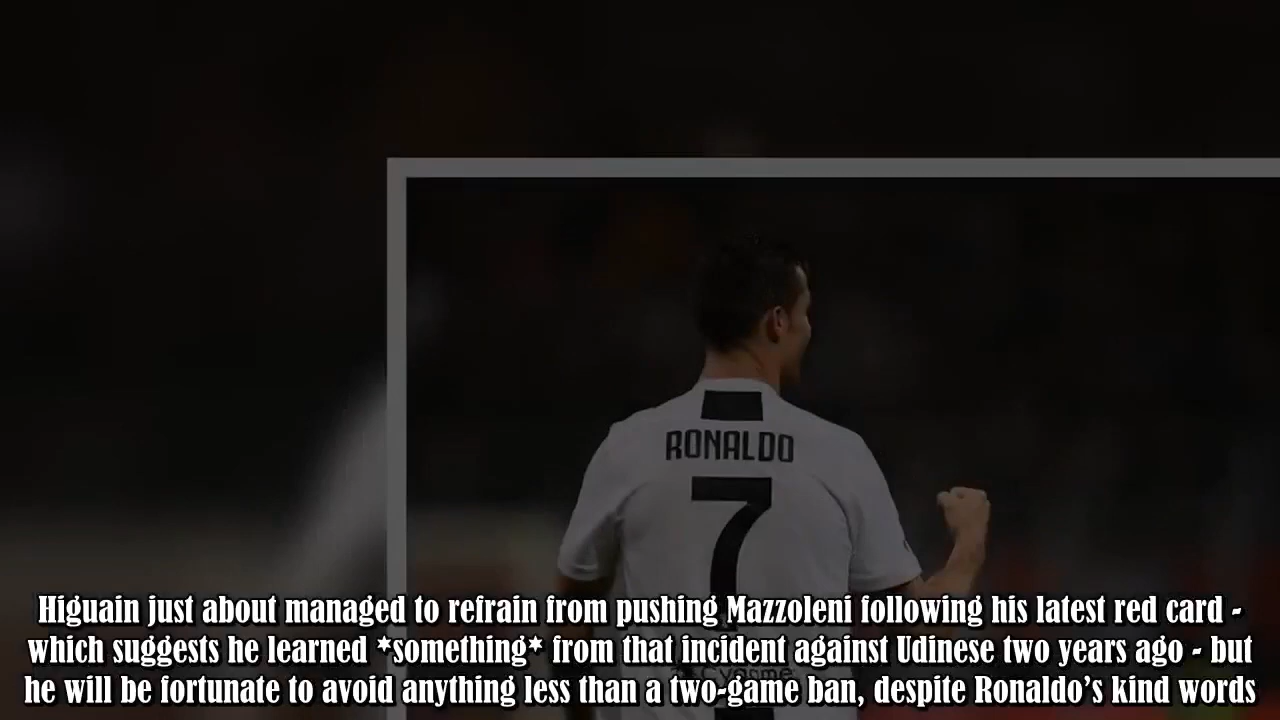 RONALDO
7
Higuain just about managed to refrain from pushing Mazzoleni following his latest red card -
which suggests he learned *something* from that incident against Udinese two years ago - but
he will be fortunate to avoid anything less than a two-game ban, despite Ronaldo's kind words